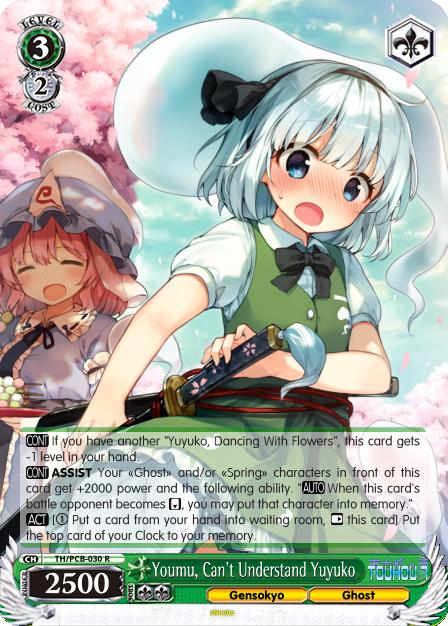 LEVEL
3
2
COST
CONT If you have another "Yuyuko, Dancing With Flowers", this card gets
-1 level in your hand.
CONT ASSIST Your «Ghost» and/or «Spring» characters in front of this
card get +2000 power and the following ability. "AUTO When this card's
battle opponent becomes, you may put that character into memory."
ACT [① Put a card from your hand into waiting room, this card] Put
the top card of your Clock to your memory.
CH TH/PCB-030 R
POWER 2500 SOUL Youmu, Can't Understand Yuyuko TOUHOU
Gensokyo Ghost
shinoba